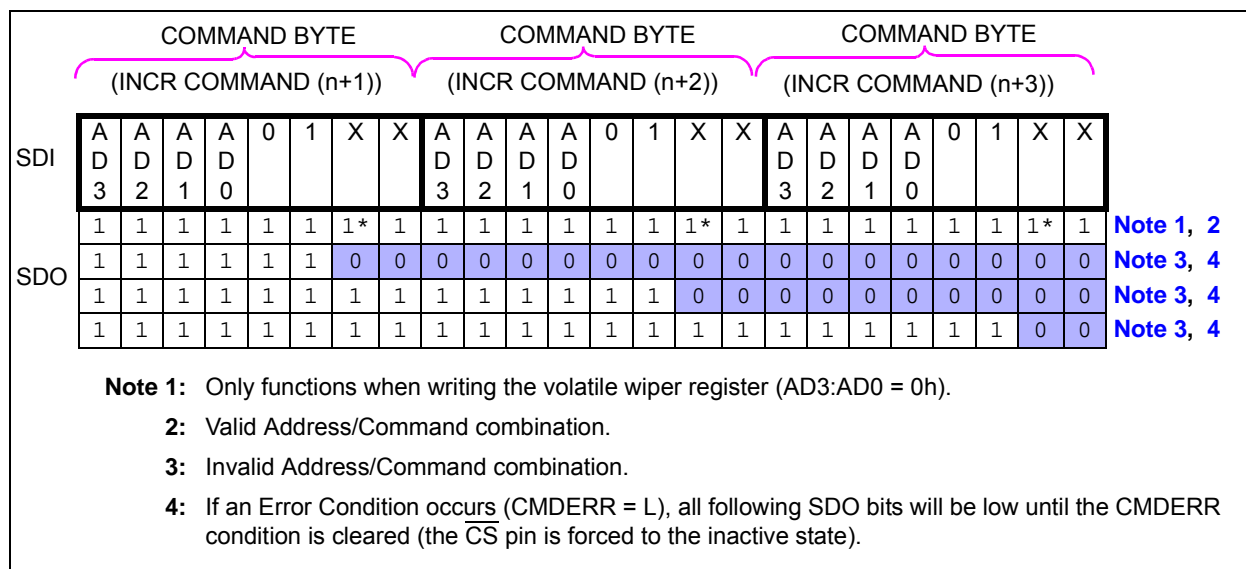 COMMAND BYTE COMMAND BYTE COMMAND BYTE
(INCR COMMAND (n+1)) (INCR COMMAND (n+2)) (INCR COMMAND (n+3))
SDI
A A A A 0 1 X X A A A A 0 1 X X A A A A 0 1 X X
D D D D D D D D D D D D
3 2 1 0 3 2 1 0 3 2 1 0
SDO
1 1 1 1 1 1 1* 1 1 1 1 1 1 1 1* 1 1 1 1 1 1 1 1* 1 Note 1, 2
1 1 1 1 1 1 0 0 0 0 0 0 0 0 0 0 0 0 0 0 0 0 0 0 Note 3, 4
1 1 1 1 1 1 1 1 1 1 1 1 1 1 0 0 0 0 0 0 0 0 0 0 Note 3, 4
1 1 1 1 1 1 1 1 1 1 1 1 1 1 1 1 1 1 1 1 1 1 0 0 Note 3, 4
Note 1: Only functions when writing the volatile wiper register (AD3:AD0 = 0h).
2: Valid Address/Command combination.
3: Invalid Address/Command combination.
4: If an Error Condition occurs (CMDERR = L), all following SDO bits will be low until the CMDERR
condition is cleared (the C̅S̅ pin is forced to the inactive state).